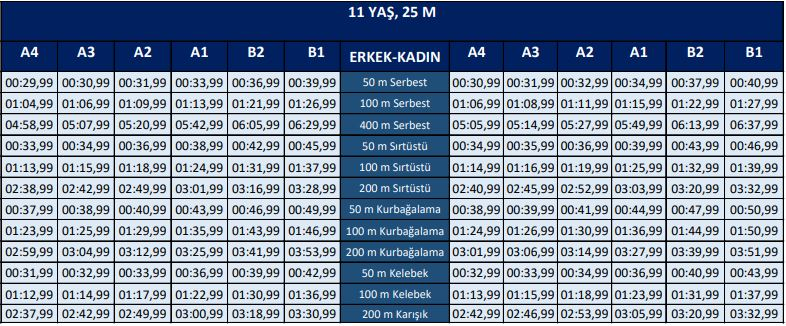 11 YAŞ, 25 M
A4 A3 A2 A1 B2 B1 ERKEK-KADIN A4 A3 A2 A1 B2 B1
00:29,99 00:30,99 00:31,99 00:33,99 00:36,99 00:39,99 50 m Serbest 00:30,99 00:31,99 00:32,99 00:34,99 00:37,99 00:40,99
01:04,99 01:06,99 01:09,99 01:13,99 01:21,99 01:26,99 100 m Serbest 01:06,99 01:08,99 01:11,99 01:15,99 01:22,99 01:27,99
04:58,99 05:07,99 05:20,99 05:42,99 06:05,99 06:29,99 400 m Serbest 05:05,99 05:14,99 05:27,99 05:49,99 06:13,99 06:37,99
00:33,99 00:34,99 00:36,99 00:38,99 00:42,99 00:45,99 50 m Sırtüstü 00:34,99 00:35,99 00:36,99 00:39,99 00:43,99 00:46,99
01:13,99 01:15,99 01:18,99 01:24,99 01:31,99 01:37,99 100 m Sırtüstü 01:14,99 01:16,99 01:19,99 01:25,99 01:32,99 01:39,99
02:38,99 02:42,99 02:49,99 03:01,99 03:16,99 03:28,99 200 m Sırtüstü 02:40,99 02:45,99 02:52,99 03:03,99 03:20,99 03:32,99
00:37,99 00:38,99 00:40,99 00:43,99 00:46,99 00:49,99 50 m Kurbağalama 00:38,99 00:39,99 00:41,99 00:44,99 00:47,99 00:50,99
01:23,99 01:25,99 01:29,99 01:35,99 01:43,99 01:46,99 100 m Kurbağalama 01:24,99 01:26,99 01:30,99 01:36,99 01:44,99 01:50,99
02:59,99 03:04,99 03:12,99 03:25,99 03:41,99 03:53,99 200 m Kurbağalama 03:01,99 03:06,99 03:14,99 03:27,99 03:39,99 03:51,99
00:31,99 00:32,99 00:33,99 00:36,99 00:39,99 00:42,99 50 m Kelebek 00:32,99 00:33,99 00:34,99 00:36,99 00:40,99 00:43,99
01:12,99 01:14,99 01:17,99 01:22,99 01:30,99 01:36,99 100 m Kelebek 01:13,99 01:15,99 01:18,99 01:23,99 01:31,99 01:37,99
02:37,99 02:42,99 02:49,99 03:00,99 03:18,99 03:30,99 200 m Karışık 02:42,99 02:46,99 02:53,99 03:05,99 03:20,99 03:32,99